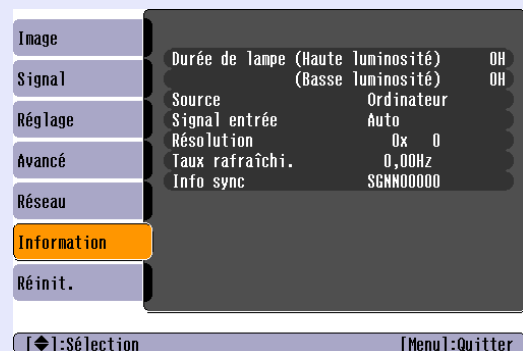 Image
Signal
Réglage
Avancé
Réseau
Information
Réinit.
Durée de lampe (Haute luminosité) 0H
(Basse luminosité) 0H
Source Ordinateur
Signal entrée Auto
Résolution 0x 0
Taux rafraîchi. 0,00Hz
Info sync SGNN00000
[◆]:Sélection [Menu]:Quitter